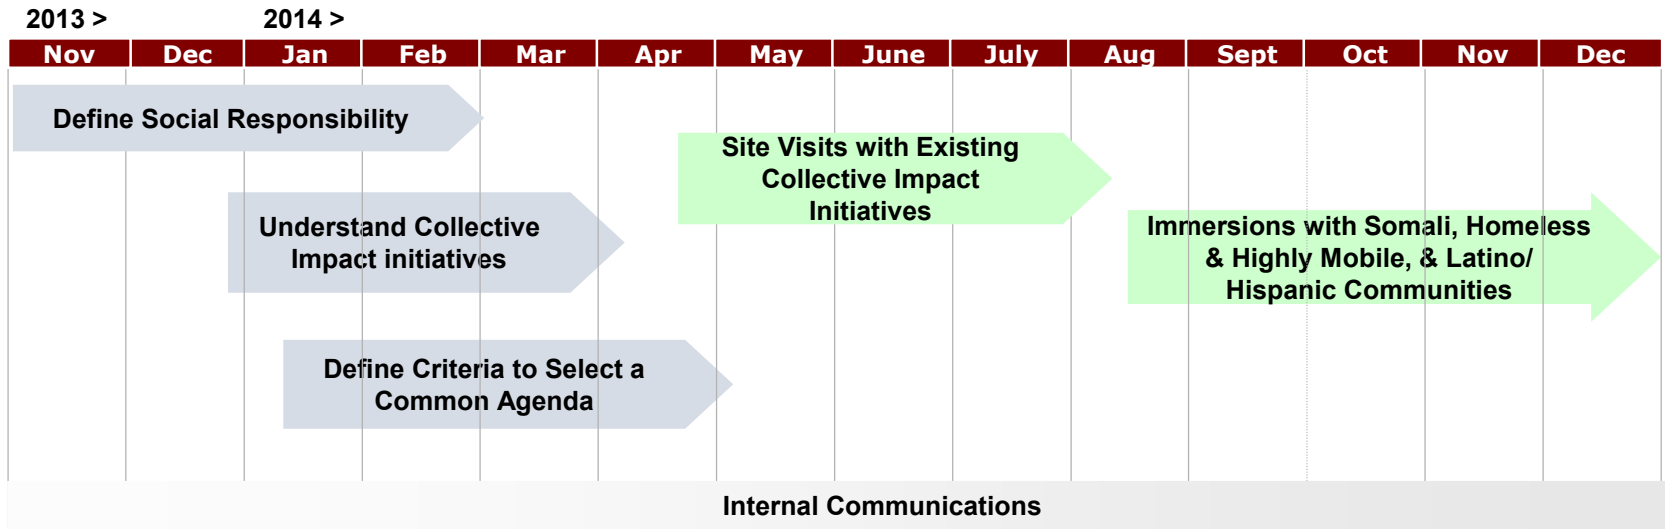 2013 > 2014 >
Nov Dec Jan Feb Mar Apr May June July Aug Sept Oct Nov Dec
Define Social Responsibility
Site Visits with Existing
Collective Impact
Initiatives
Understand Collective
Impact initiatives
Immersions with Somali, Homeless
& Highly Mobile, & Latino/
Hispanic Communities
Define Criteria to Select a
Common Agenda
Internal Communications